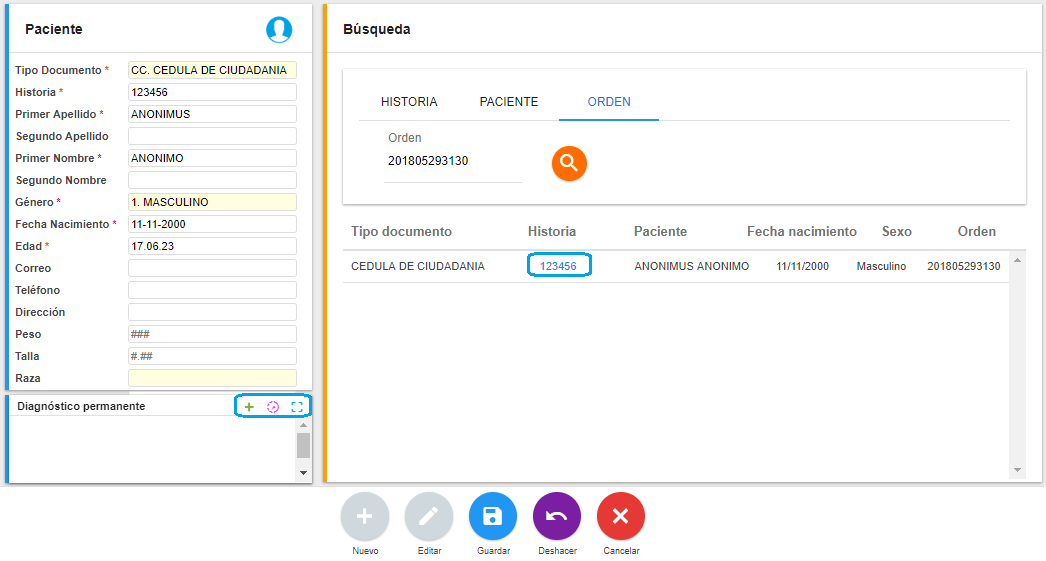 Paciente
Tipo Documento * CC. CEDULA DE CIUDADANIA
Historia * 123456
Primer Apellido * ANONIMUS
Segundo Apellido
Primer Nombre * ANONIMO
Segundo Nombre
Género * 1. MASCULINO
Fecha Nacimiento * 11-11-2000
Edad * 17.06.23
Correo
Teléfono
Dirección
Peso ###
Talla #.##
Raza
Diagnóstico permanente
Búsqueda
HISTORIA PACIENTE ORDEN
Orden
201805293130
Tipo documento Historia Paciente Fecha nacimiento Sexo Orden
CEDULA DE CIUDADANIA 123456 ANONIMUS ANONIMO 11/11/2000 Masculino 201805293130
Nuevo Editar Guardar Deshacer Cancelar